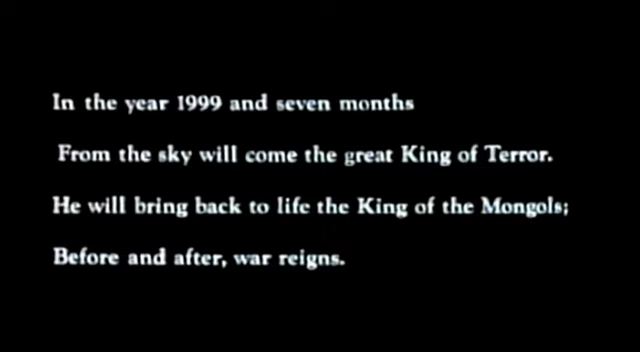 In the year 1999 and seven months
From the sky will come the great King of Terror.
He will bring back to life the King of the Mongols;
Before and after, war reigns.